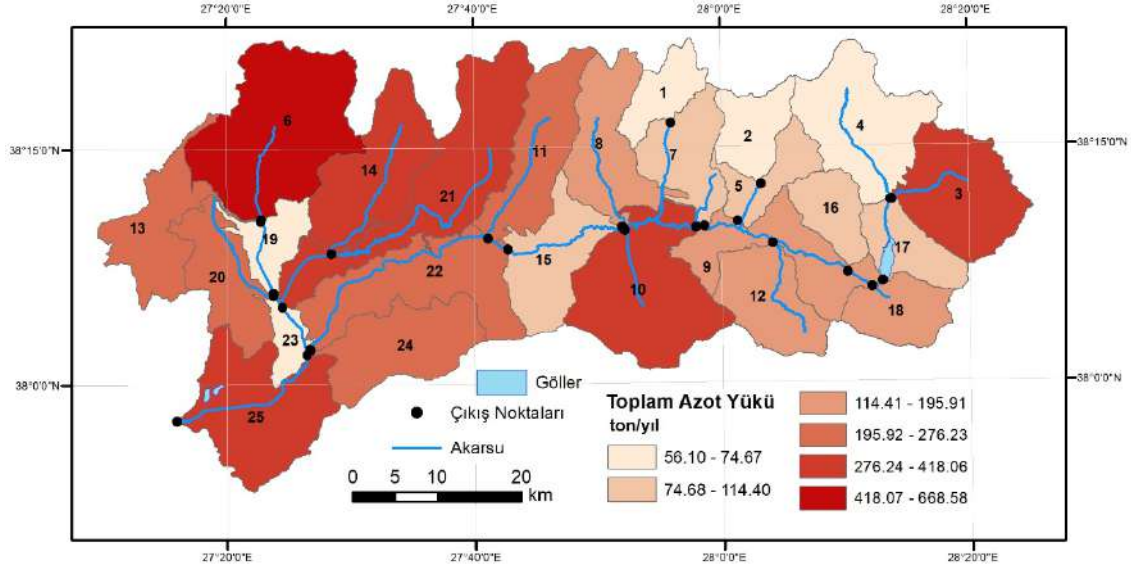 27°20'0"E 27°40'0"E 28°0'0"E 28°20'0"E
38°15'0"N 38°15'0"N
38°0'0"N 38°0'0"N
1
2
4
6
8
7
11
14
3
5
21
16
13
19
17
20
22
15
9
10
12
18
23
24
25
Göller
Çıkış Noktaları
Akarsu
0 5 10 20
km
Toplam Azot Yükü
ton/yıl
56.10 - 74.67
74.68 - 114.40
114.41 - 195.91
195.92 - 276.23
276.24 - 418.06
418.07 - 668.58
27°20'0"E 27°40'0"E 28°0'0"E 28°20'0"E